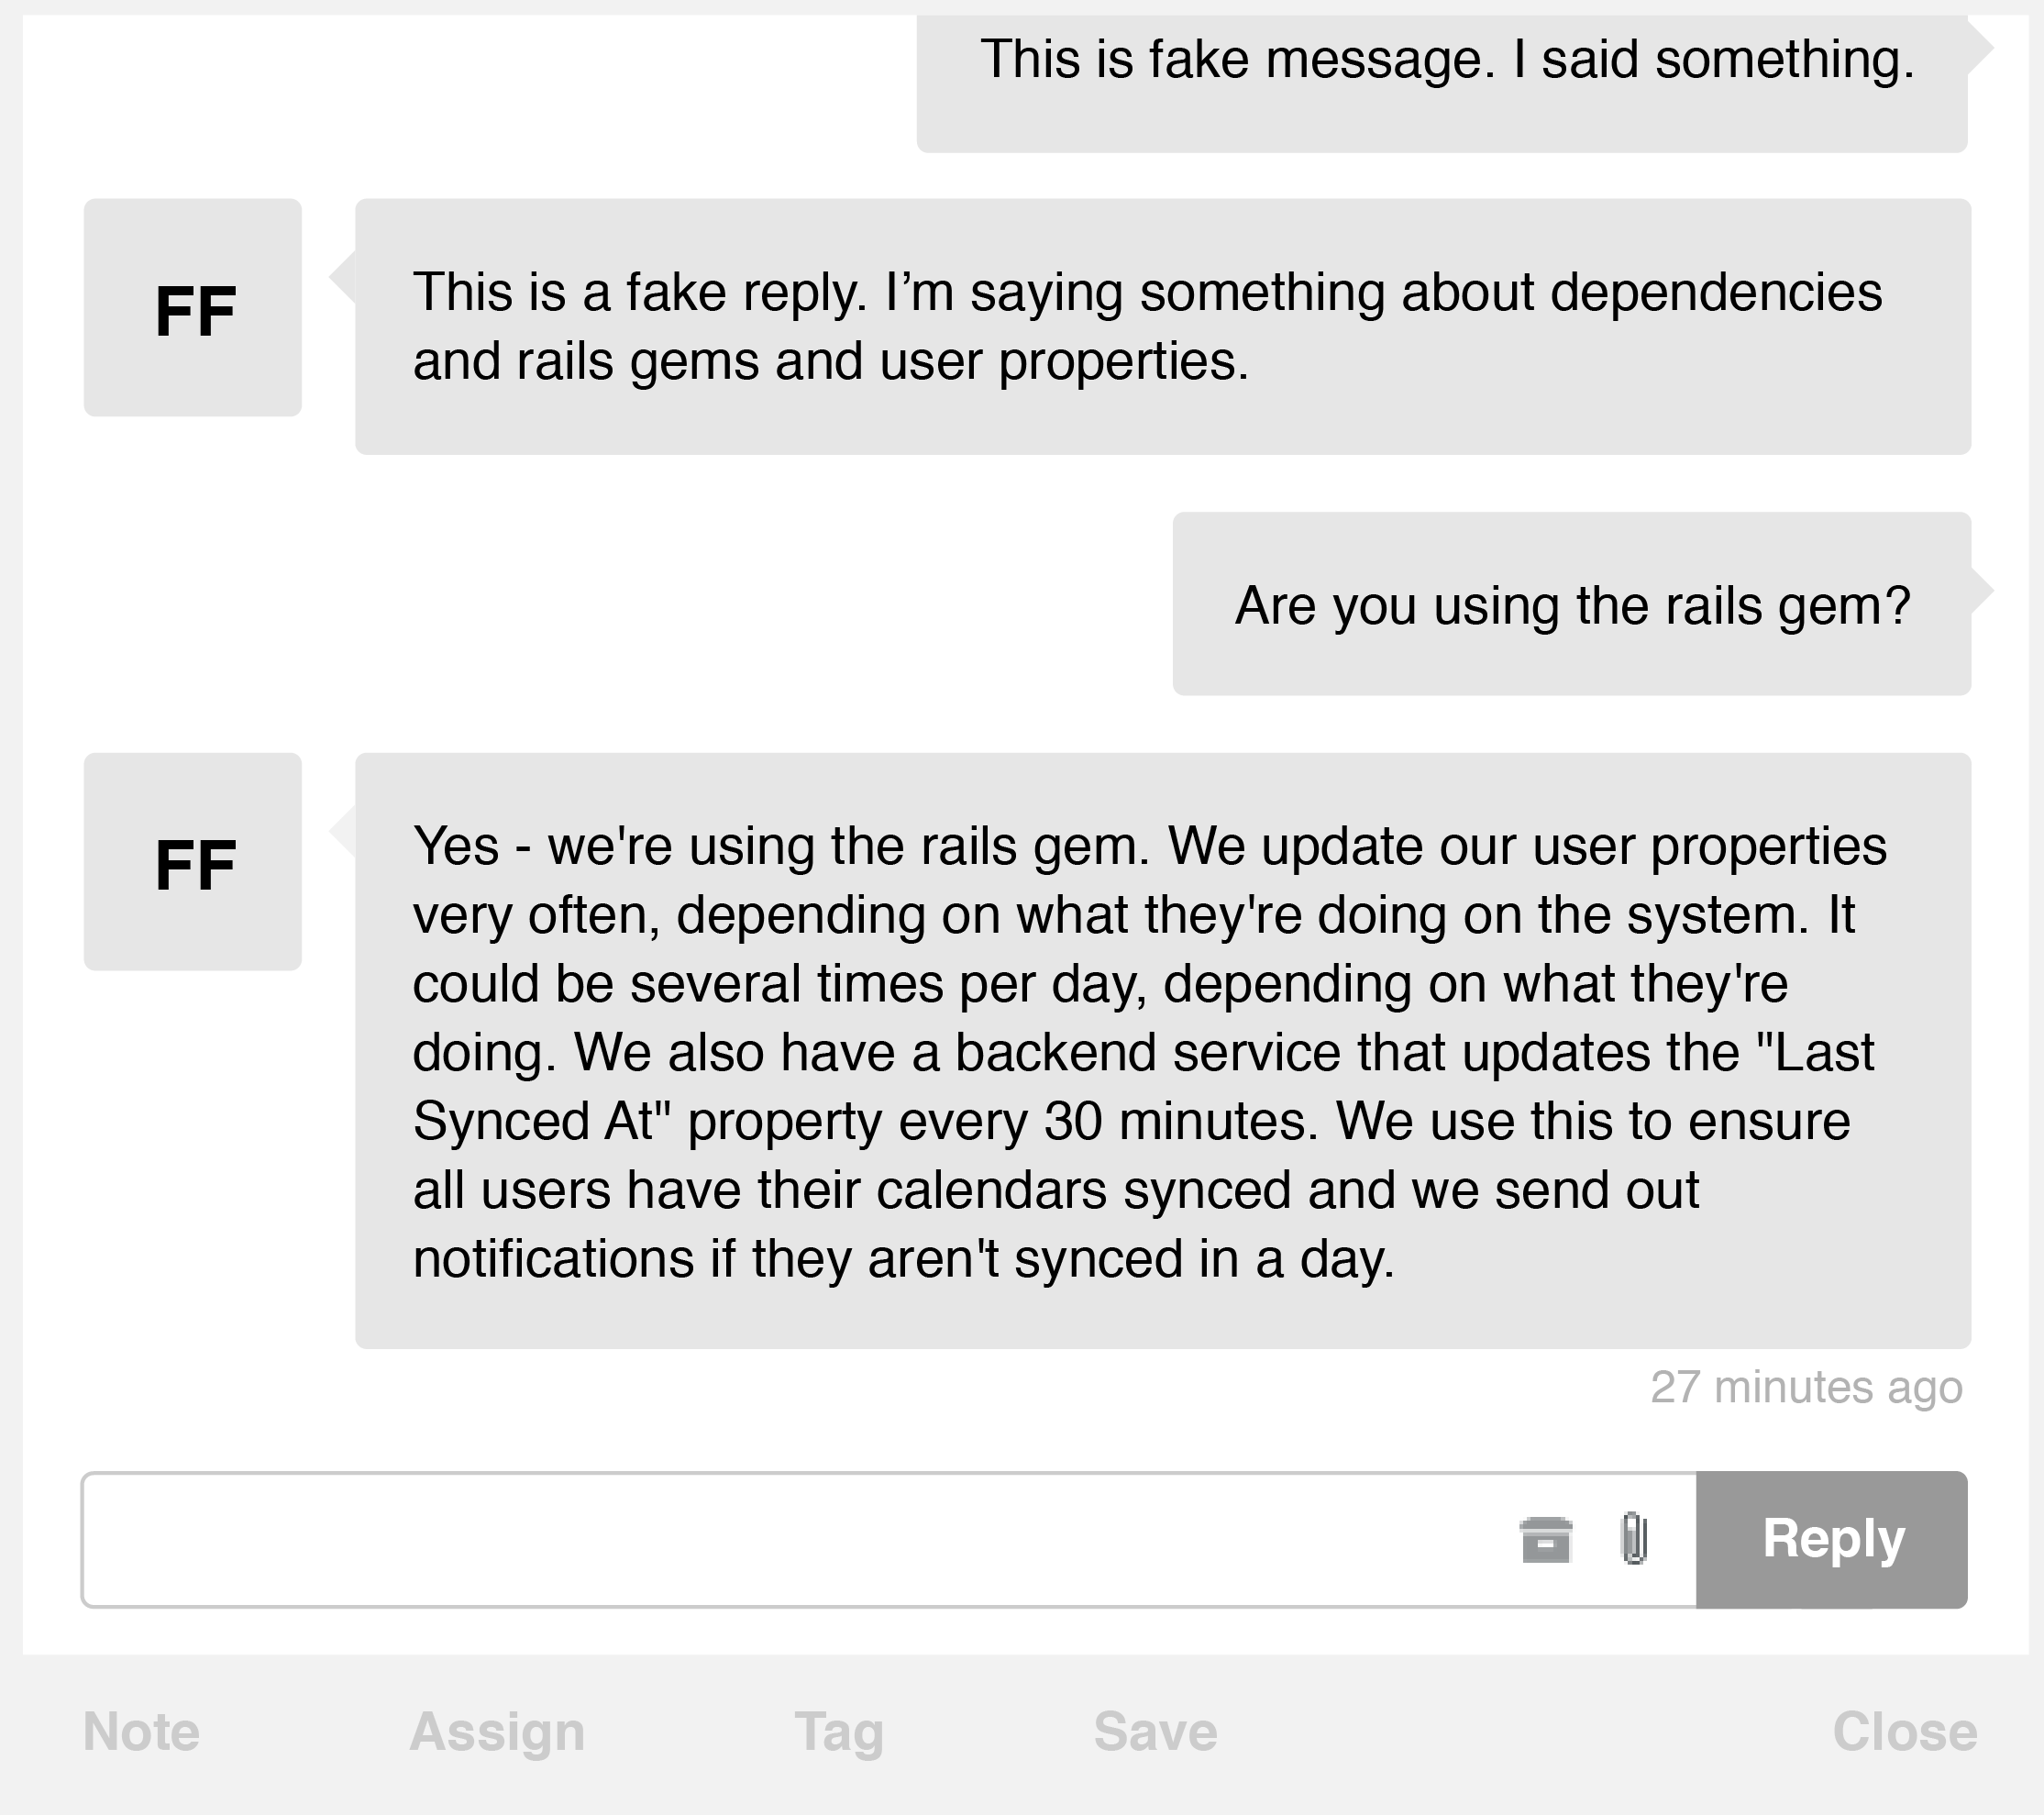 This is fake message. I said something.
FF
This is a fake reply. I’m saying something about dependencies
and rails gems and user properties.
Are you using the rails gem?
FF
Yes - we're using the rails gem. We update our user properties
very often, depending on what they're doing on the system. It
could be several times per day, depending on what they're
doing. We also have a backend service that updates the "Last
Synced At" property every 30 minutes. We use this to ensure
all users have their calendars synced and we send out
notifications if they aren't synced in a day.
27 minutes ago
Reply
Note Assign Tag Save Close